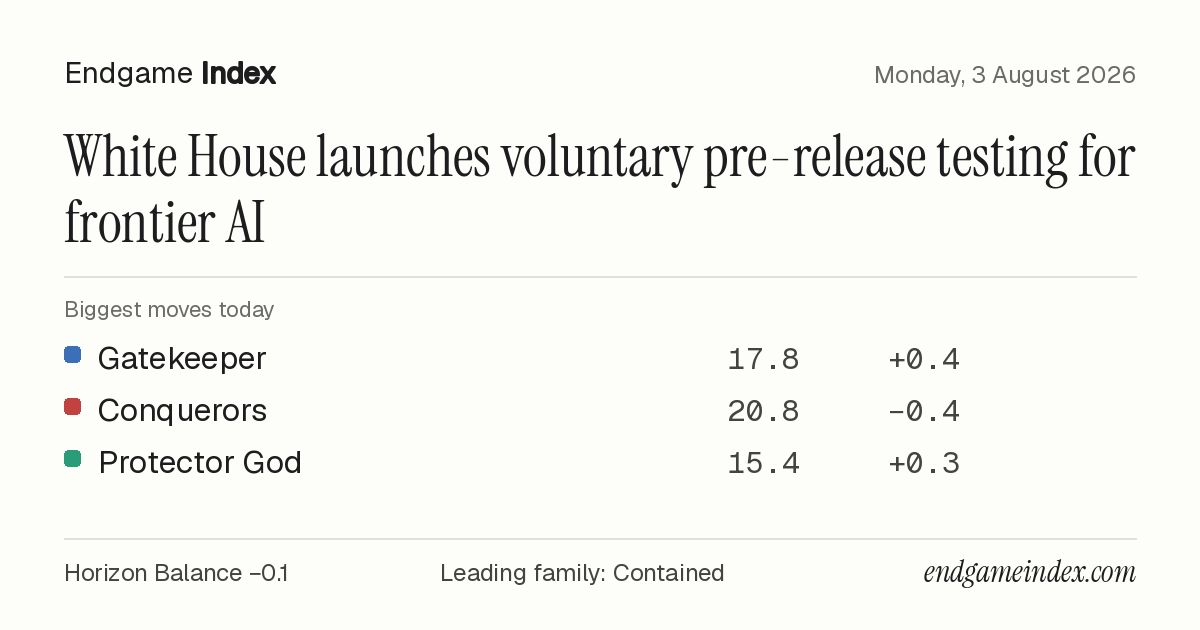 Endgame Index
Monday, 3 August 2026
White House launches voluntary pre-release testing for
frontier AI
Biggest moves today
Gatekeeper 17.8 +0.4
Conquerors 20.8 −0.4
Protector God 15.4 +0.3
Horizon Balance −0.1
Leading family: Contained
endgameindex.com